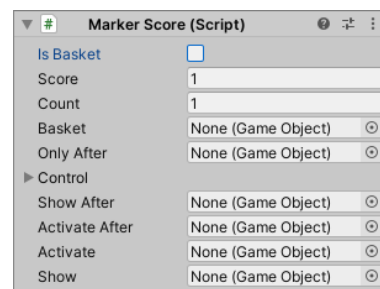 # Marker Score (Script)
Is Basket
Score 1
Count 1
Basket None (Game Object)
Only After None (Game Object)
Control
Show After None (Game Object)
Activate After None (Game Object)
Activate None (Game Object)
Show None (Game Object)